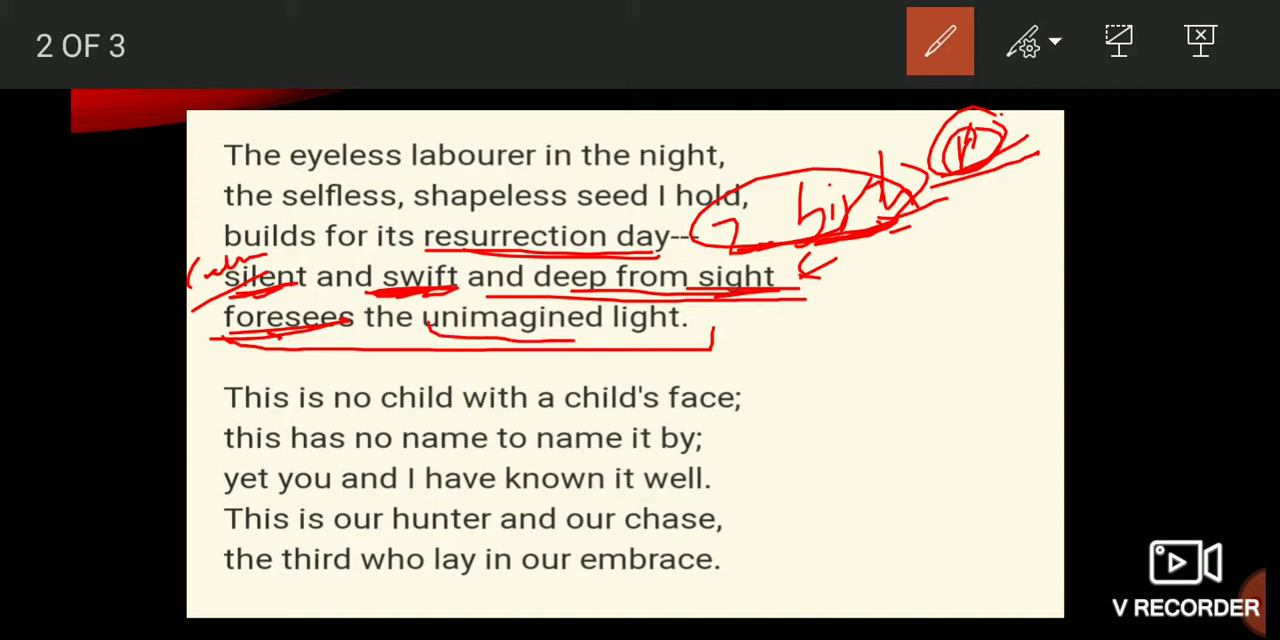 2 OF 3
The eyeless labourer in the night,
the selfless, shapeless seed I hold,
builds for its resurrection day--
2 birth
silent and swift and deep from sight
foresees the unimagined light.
This is no child with a child's face;
this has no name to name it by;
yet you and I have known it well.
This is our hunter and our chase,
the third who lay in our embrace.
V RECORDER